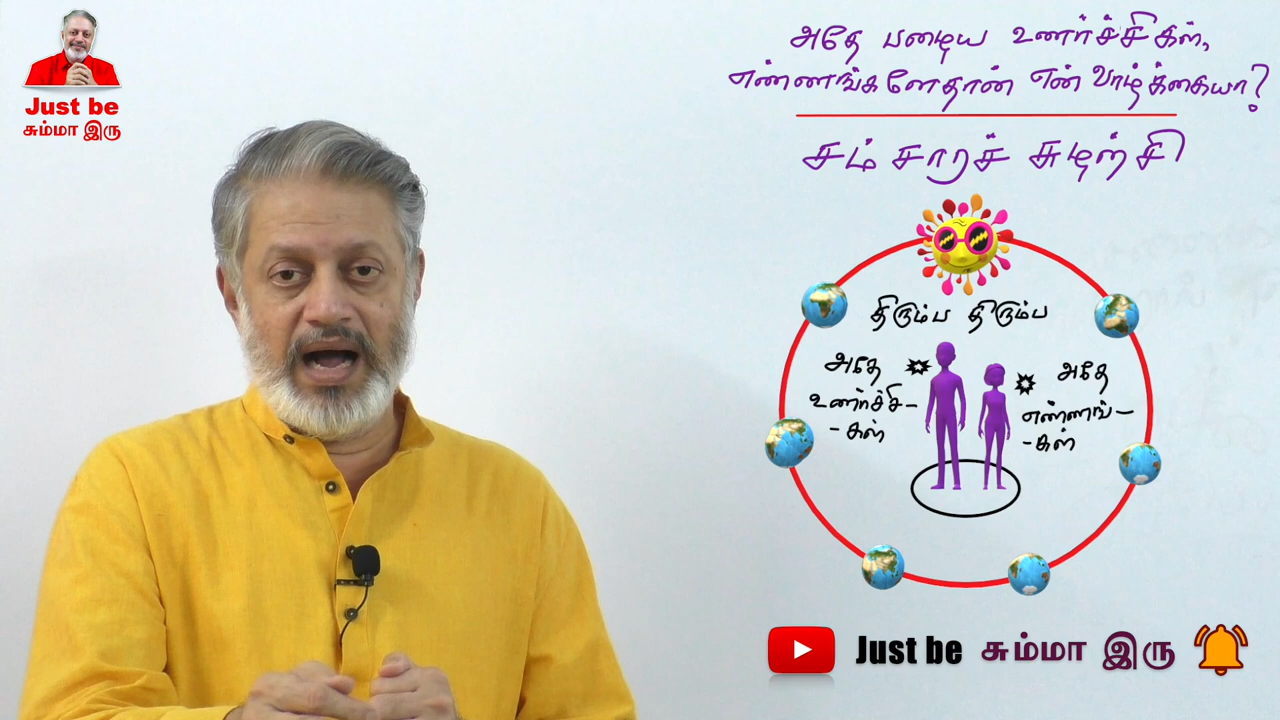 Just be
சும்மா இரு
அதே பழைய உணர்ச்சிகள்,
எண்ணங்களேதான் என் வாழ்க்கையா?
சம்சாரச் சுழற்சி
திரும்ப திரும்ப
அதே
உணர்ச்சி-
-கள்
அதே
எண்ணங்-
-கள்
Just be சும்மா இரு